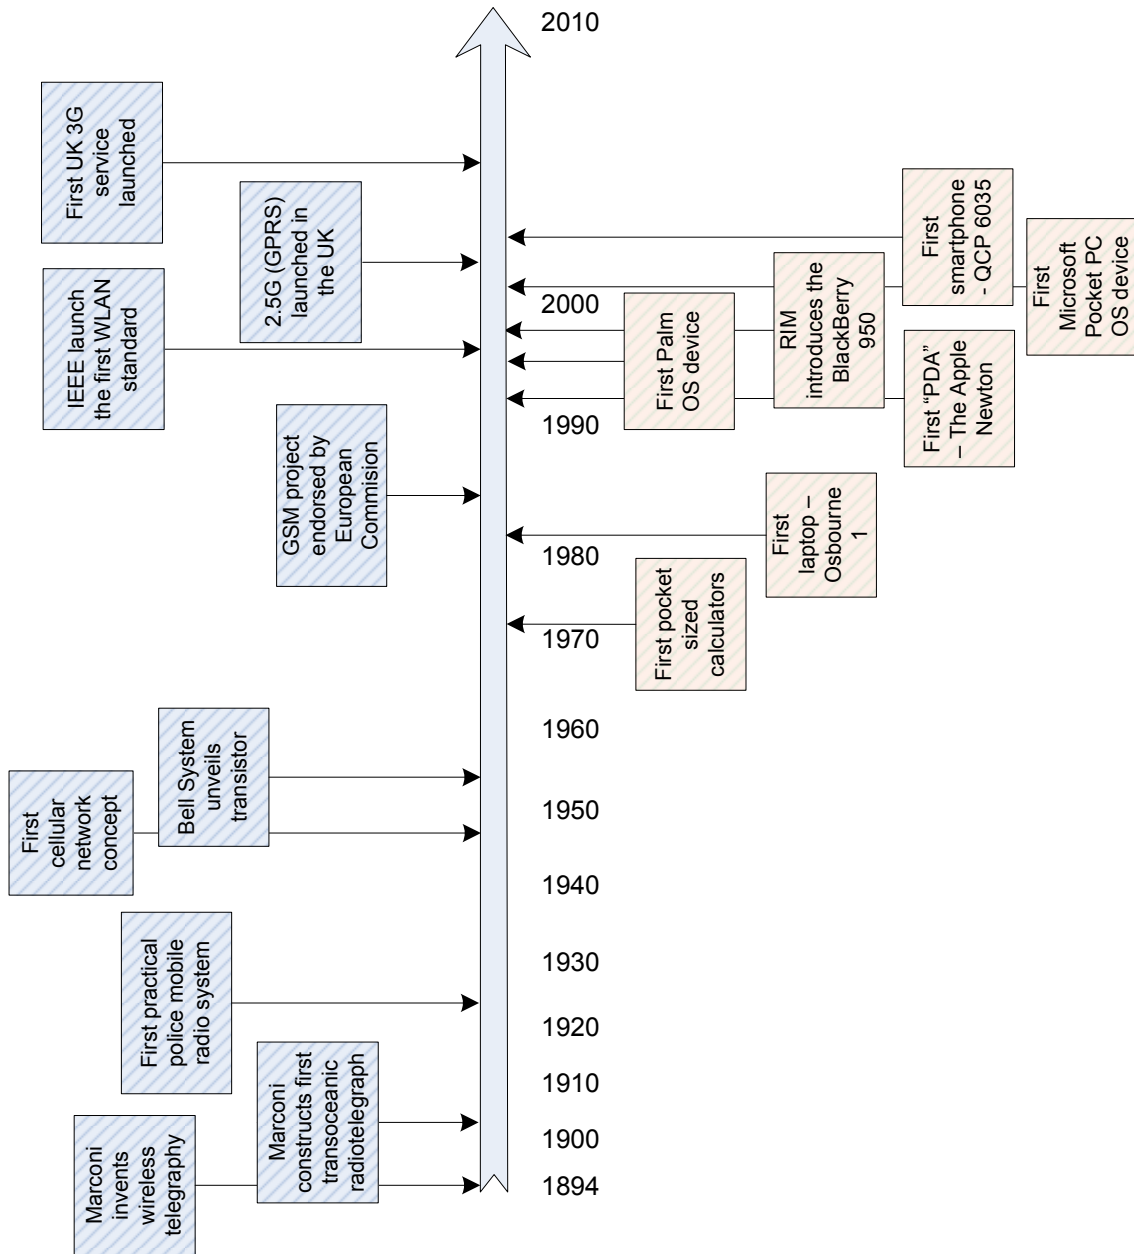 2010
First UK 3G
service
launched
2.5G (GPRS)
launched in
the UK
IEEE launch
the first WLAN
standard
GSM project
endorsed by
European
Commision
First
cellular
network
concept
Bell System
unveils
transistor
First practical
police mobile
radio system
Marconi
constructs first
transoceanic
radiotelegraph
Marconi
invents
wireless
telegraphy
2000
1990
1980
1970
1960
1950
1940
1930
1920
1910
1900
1894
First
smartphone
- QCP 6035
First
Microsoft
Pocket PC
OS device
RIM
introduces the
BlackBerry
950
First Palm
OS device
First “PDA”
– The Apple
Newton
First
laptop –
Osbourne
1
First pocket
sized
calculators